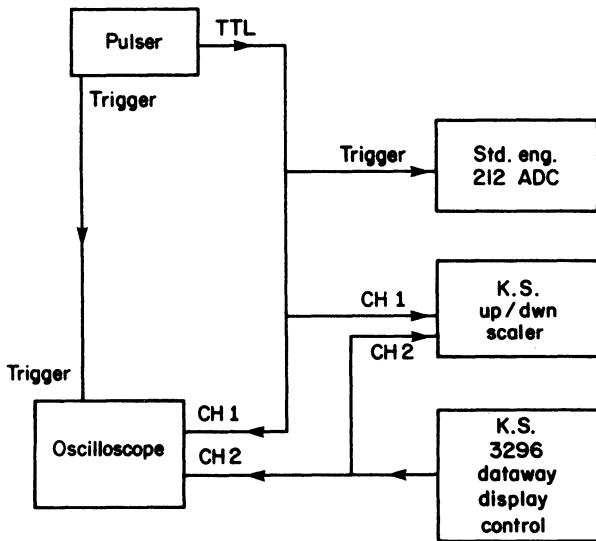 Pulser
TTL
Trigger
Trigger
Std. eng.
212 ADC
CH 1
K.S.
up/dwn
scaler
CH 2
Trigger
CH 1
Oscilloscope
CH 2
K.S.
3296
dataway
display
control